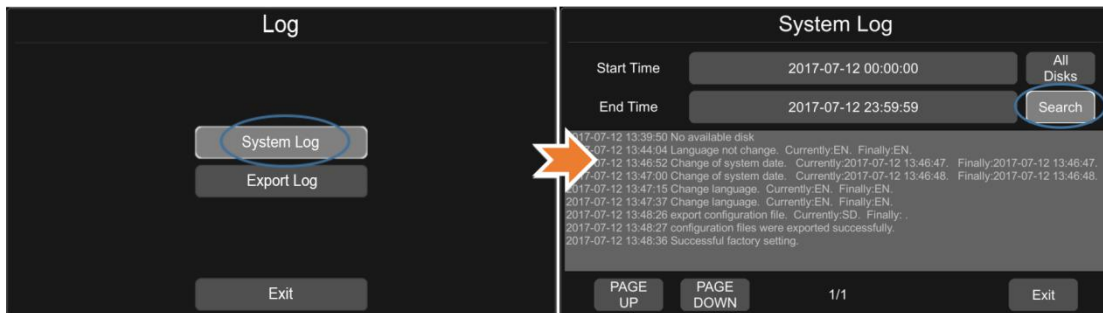 Log
System Log
Export Log
Exit
System Log
Start Time 2017-07-12 00:00:00 All Disks
End Time 2017-07-12 23:59:59 Search
2017-07-12 13:39:50 No available disk
2017-07-12 13:44:04 Language not change. Currently:EN. Finally:EN.
2017-07-12 13:46:52 Change of system date. Currently:2017-07-12 13:46:47. Finally:2017-07-12 13:46:47.
2017-07-12 13:47:00 Change of system date. Currently:2017-07-12 13:46:48. Finally:2017-07-12 13:46:48.
2017-07-12 13:47:15 Change language. Currently:EN. Finally:EN.
2017-07-12 13:47:37 Change language. Currently:EN. Finally:EN.
2017-07-12 13:48:26 export configuration file. Currently:SD. Finally: .
2017-07-12 13:48:27 configuration files were exported successfully.
2017-07-12 13:48:36 Successful factory setting.
PAGE UP PAGE DOWN 1/1 Exit